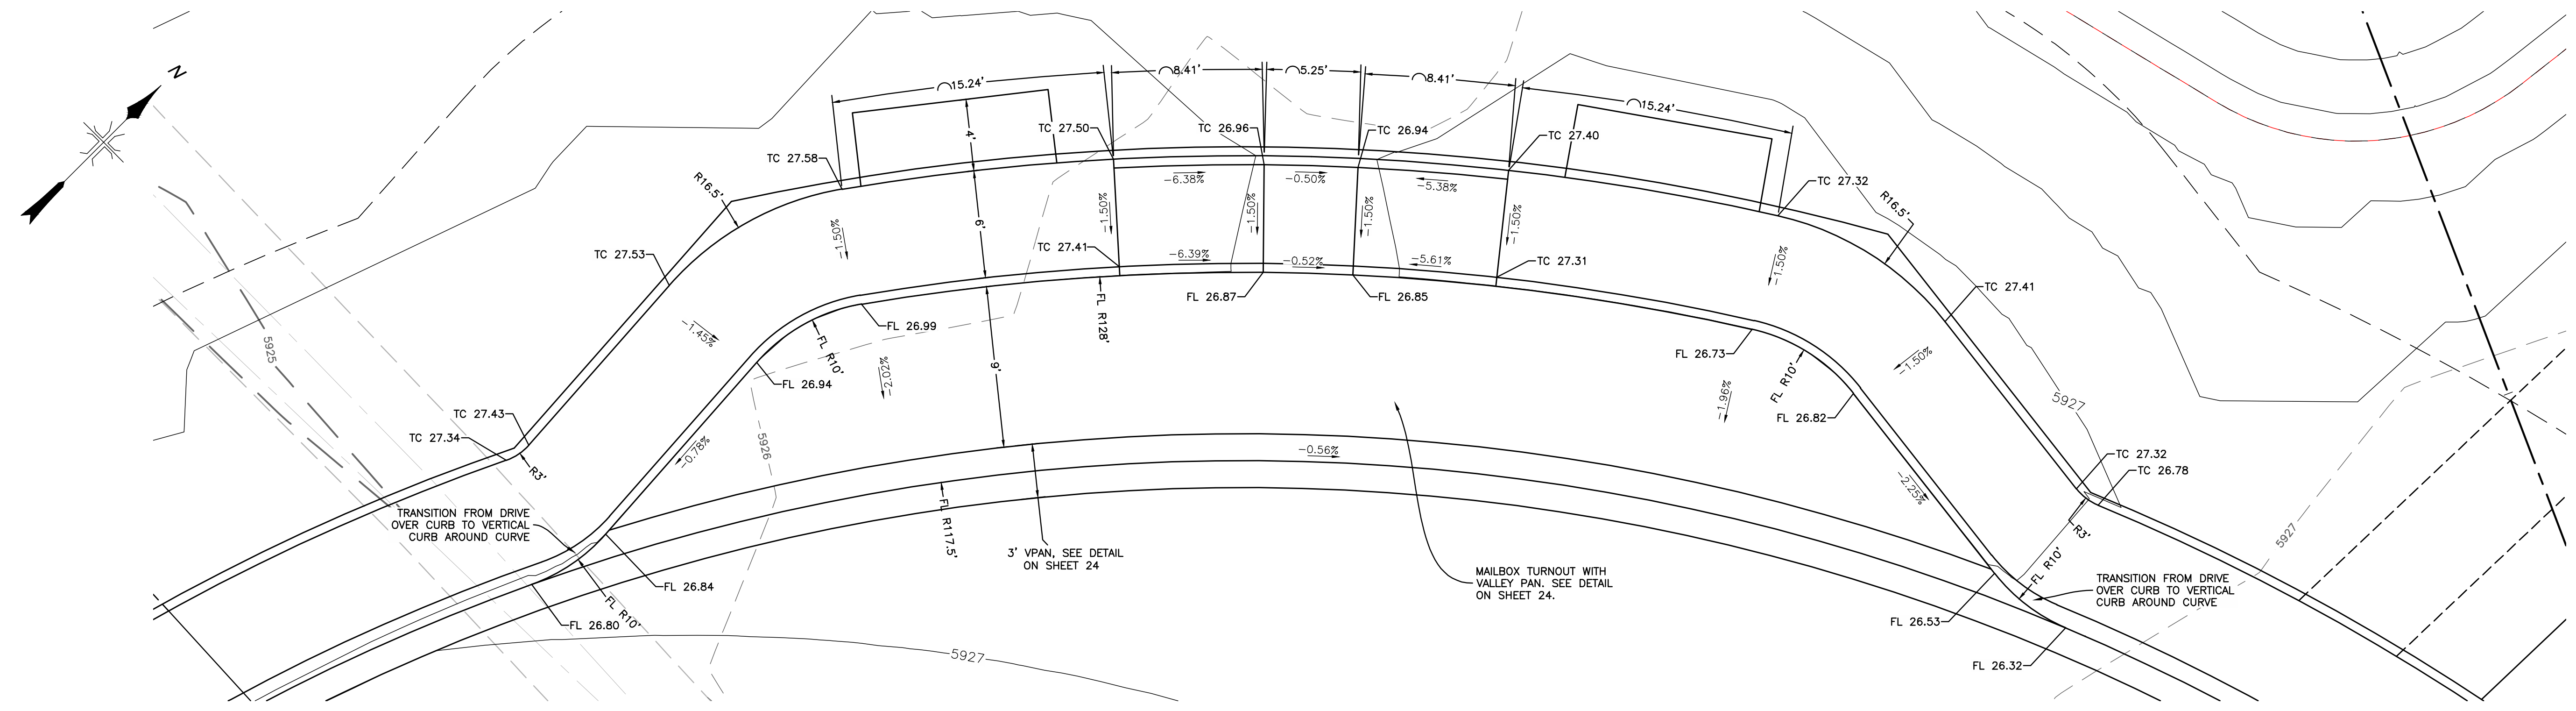 N
15.24'
8.41'
5.25'
8.41'
15.24'
4'
TC 27.50
TC 26.96
TC 26.94
TC 27.40
TC 27.58
TC 27.32
R16.5'
R16.5'
-6.38%
-0.50%
-5.38%
-1.50%
-1.50%
-1.50%
-1.50%
-1.50%
-1.50%
6'
TC 27.53
TC 27.41
-6.39%
-0.52%
-5.61%
TC 27.31
TC 27.41
FL 26.87
FL 26.85
FL R128'
FL 26.99
-1.45%
5925
FL R10'
FL 26.94
-2.02%
9'
FL 26.73
FL R10'
-1.50%
-1.96%
FL 26.82
5927
TC 27.43
TC 27.34
R3'
-0.78%
5926
-0.56%
-2.25%
TC 27.32
TC 26.78
R3'
5927
TRANSITION FROM DRIVE
OVER CURB TO VERTICAL
CURB AROUND CURVE
FL R117.5'
3' VPAN, SEE DETAIL
ON SHEET 24
MAILBOX TURNOUT WITH
VALLEY PAN. SEE DETAIL
ON SHEET 24.
FL R10'
TRANSITION FROM DRIVE
OVER CURB TO VERTICAL
CURB AROUND CURVE
FL 26.84
FL R10'
FL 26.80
FL 26.53
FL 26.32
5927